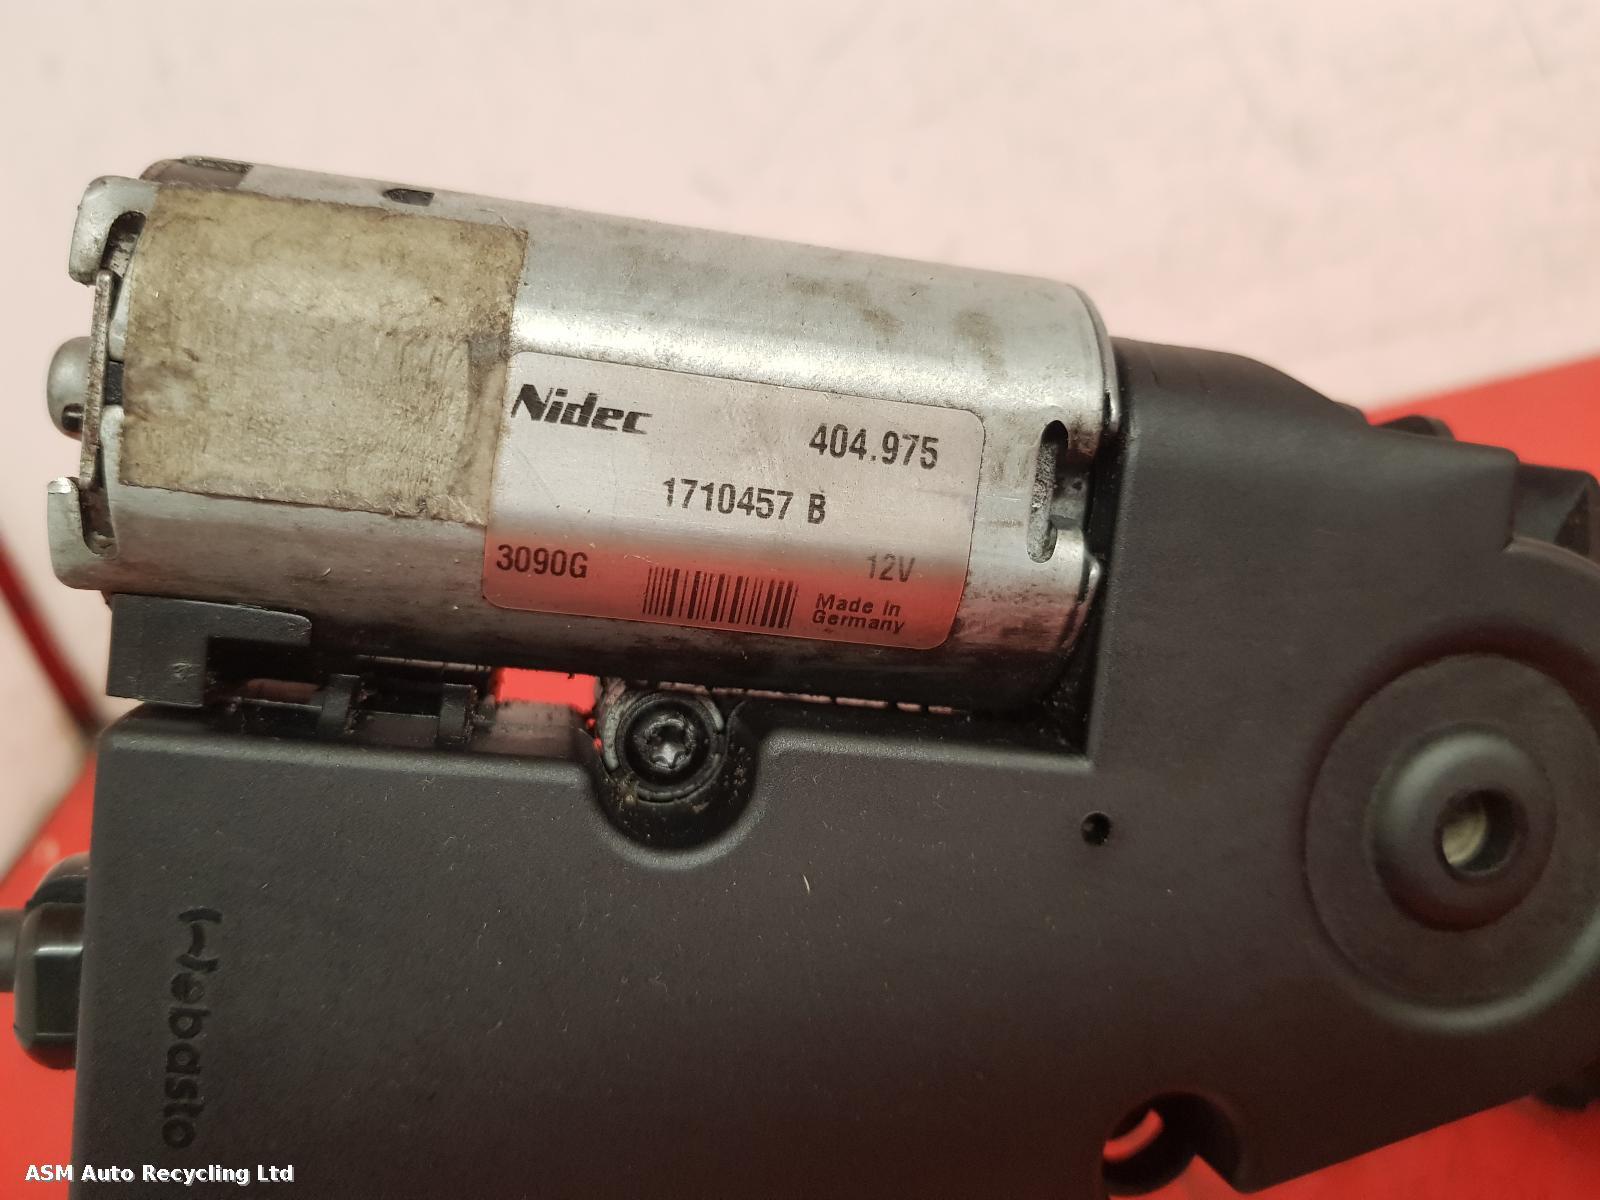 Nidec
404.975
1710457 B
3090G
12V
Made in
Germany
Webasto
ASM Auto Recycling Ltd